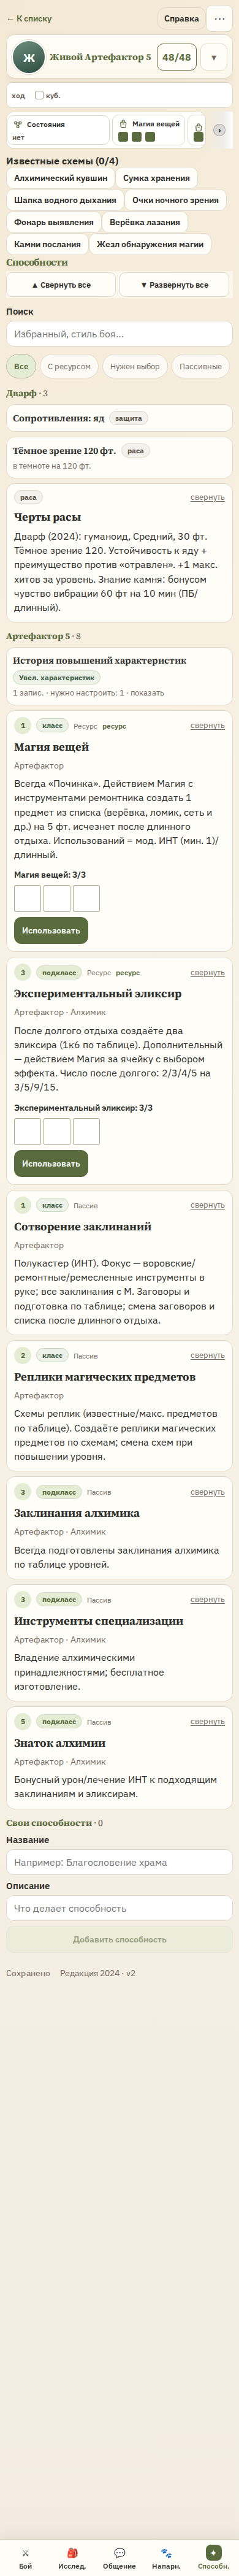 ← К списку
Справка
···
Ж
Живой Артефактор 5
48/48
▼
ход
куб.
Состояния
нет
Магия вещей
›
Известные схемы (0/4)
Алхимический кувшин
Сумка хранения
Шапка водного дыхания
Очки ночного зрения
Фонарь выявления
Верёвка лазания
Камни послания
Жезл обнаружения магии
Способности
▲ Свернуть все
▼ Развернуть все
Поиск
Избранный, стиль боя…
Все
С ресурсом
Нужен выбор
Пассивные
Дварф · 3
Сопротивления: яд
защита
Тёмное зрение 120 фт.
раса
в темноте на 120 фт.
раса
свернуть
Черты расы
Дварф (2024): гуманоид, Средний, 30 фт.
Тёмное зрение 120. Устойчивость к яду +
преимущество против «отравлен». +1 макс.
хитов за уровень. Знание камня: бонусом
чувство вибрации 60 фт на 10 мин (ПБ/
длинный).
Артефактор 5 · 8
История повышений характеристик
Увел. характеристик
1 запис. · нужно настроить: 1 · показать
1
класс
Ресурс
ресурс
свернуть
Магия вещей
Артефактор
Всегда «Починка». Действием Магия с
инструментами ремонтника создать 1
предмет из списка (верёвка, ломик, сеть и
др.) на 5 фт. исчезнет после длинного
отдыха. Использований = мод. ИНТ (мин. 1)/
длинный.
Магия вещей: 3/3
Использовать
3
подкласс
Ресурс
ресурс
свернуть
Экспериментальный эликсир
Артефактор · Алхимик
После долгого отдыха создаёте два
эликсира (1к6 по таблице). Дополнительный
— действием Магия за ячейку с выбором
эффекта. Число после долгого: 2/3/4/5 на
3/5/9/15.
Экспериментальный эликсир: 3/3
Использовать
1
класс
Пассив
свернуть
Сотворение заклинаний
Артефактор
Полукастер (ИНТ). Фокус — воровские/
ремонтные/ремесленные инструменты в
руке; все заклинания с М. Заговоры и
подготовка по таблице; смена заговоров и
списка после длинного отдыха.
2
класс
Пассив
свернуть
Реплики магических предметов
Артефактор
Схемы реплик (известные/макс. предметов
по таблице). Создаёте реплики магических
предметов по схемам; смена схем при
повышении уровня.
3
подкласс
Пассив
свернуть
Заклинания алхимика
Артефактор · Алхимик
Всегда подготовлены заклинания алхимика
по таблице уровней.
3
подкласс
Пассив
свернуть
Инструменты специализации
Артефактор · Алхимик
Владение алхимическими
принадлежностями; бесплатное
изготовление.
5
подкласс
Пассив
свернуть
Знаток алхимии
Артефактор · Алхимик
Бонусный урон/лечение ИНТ к подходящим
заклинаниям и эликсирам.
Свои способности · 0
Название
Например: Благословение храма
Описание
Что делает способность
Добавить способность
Сохранено
Редакция 2024 · v2
Бой
Исслед.
Общение
Напарн.
Способн.